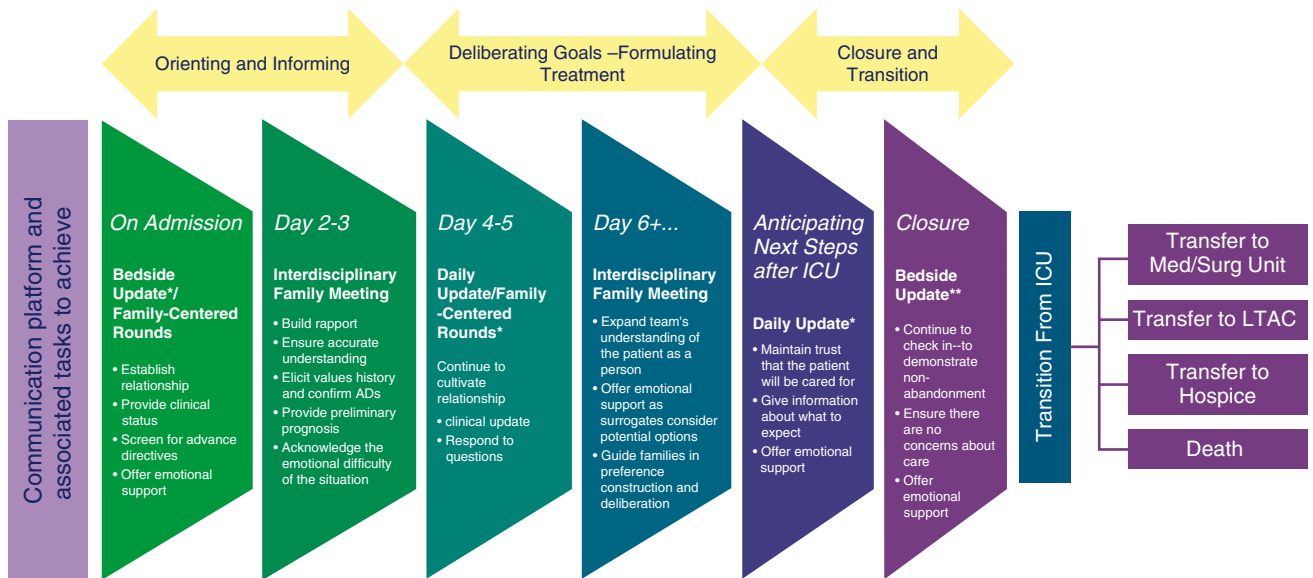 Orienting and Informing
Deliberating Goals –Formulating
Treatment
Closure and
Transition
Communication platform and
associated tasks to achieve
On Admission
Bedside
Update*/
Family-Centered
Rounds
• Establish
relationship
• Provide clinical
status
• Screen for advance
directives
• Offer emotional
support
Day 2-3
Interdisciplinary
Family Meeting
• Build rapport
• Ensure accurate
understanding
• Elicit values history
and confirm ADs
• Provide preliminary
prognosis
• Acknowledge the
emotional difficulty
of the situation
Day 4-5
Daily
Update/Family
-Centered
Rounds*
Continue to
cultivate
relationship
• clinical update
• Respond to
questions
Day 6+...
Interdisciplinary
Family Meeting
• Expand team's
understanding of
the patient as a
person
• Offer emotional
support as
surrogates consider
potential options
• Guide families in
preference
construction and
deliberation
Anticipating
Next Steps
after ICU
Daily Update*
• Maintain trust
that the patient
will be cared for
• Give information
about what to
expect
• Offer emotional
support
Closure
Bedside
Update**
• Continue to
check in--to
demonstrate
non-
abandonment
• Ensure there
are no
concerns about
care
• Offer
emotional
support
Transition From ICU
Transfer to
Med/Surg Unit
Transfer to LTAC
Transfer to
Hospice
Death